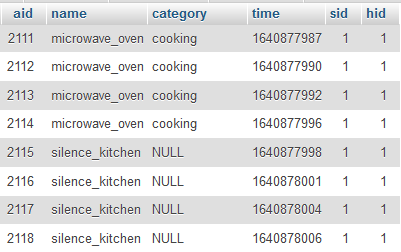 aid name category time sid hid
2111 microwave_oven cooking 1640877987 1 1
2112 microwave_oven cooking 1640877990 1 1
2113 microwave_oven cooking 1640877992 1 1
2114 microwave_oven cooking 1640877996 1 1
2115 silence_kitchen NULL 1640877998 1 1
2116 silence_kitchen NULL 1640878001 1 1
2117 silence_kitchen NULL 1640878004 1 1
2118 silence_kitchen NULL 1640878006 1 1